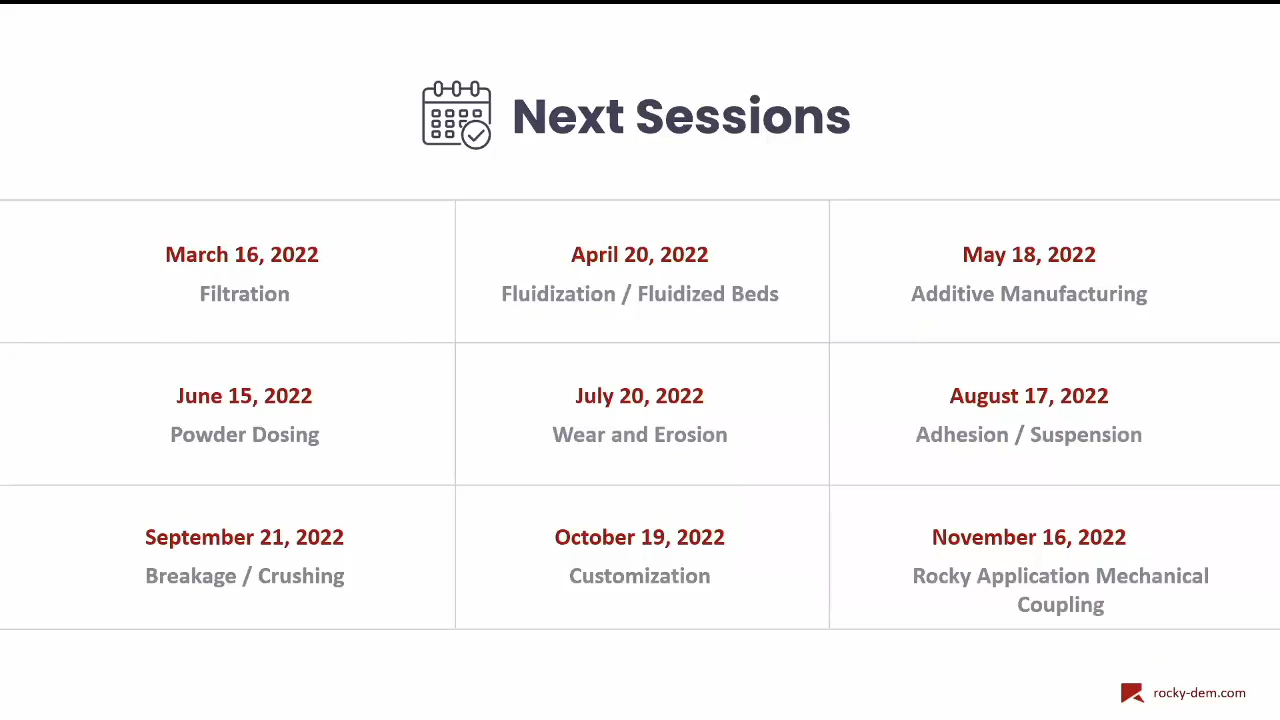 Next Sessions
March 16, 2022
Filtration
April 20, 2022
Fluidization / Fluidized Beds
May 18, 2022
Additive Manufacturing
June 15, 2022
Powder Dosing
July 20, 2022
Wear and Erosion
August 17, 2022
Adhesion / Suspension
September 21, 2022
Breakage / Crushing
October 19, 2022
Customization
November 16, 2022
Rocky Application Mechanical
Coupling
rocky-dem.com